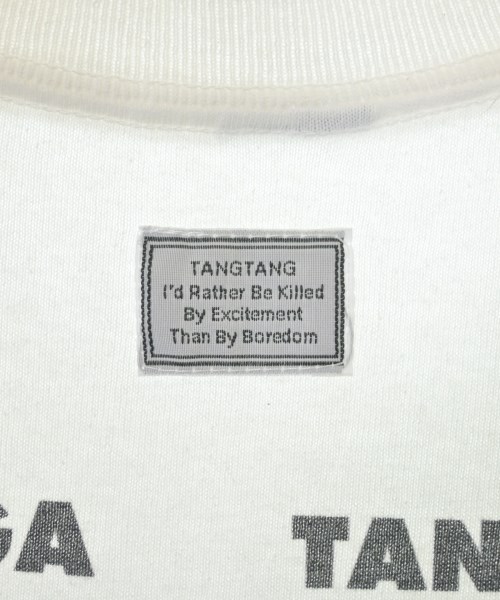 TANGTANG
I'd Rather Be Killed
By Excitement
Than By Boredom
GA TAN